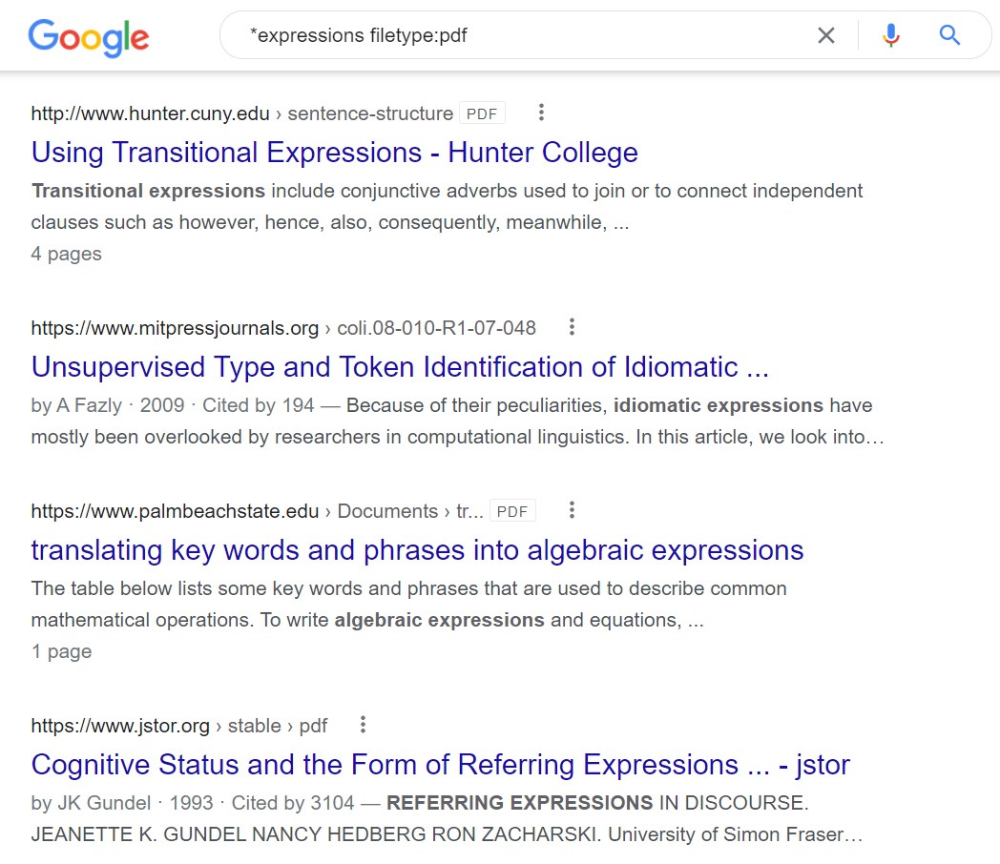 Google
*expressions filetype:pdf
http://www.hunter.cuny.edu › sentence-structure PDF
Using Transitional Expressions - Hunter College
Transitional expressions include conjunctive adverbs used to join or to connect independent
clauses such as however, hence, also, consequently, meanwhile, ...
4 pages
https://www.mitpressjournals.org › coli.08-010-R1-07-048
Unsupervised Type and Token Identification of Idiomatic ...
by A Fazly · 2009 · Cited by 194 — Because of their peculiarities, idiomatic expressions have
mostly been overlooked by researchers in computational linguistics. In this article, we look into…
https://www.palmbeachstate.edu › Documents › tr... PDF
translating key words and phrases into algebraic expressions
The table below lists some key words and phrases that are used to describe common
mathematical operations. To write algebraic expressions and equations, ...
1 page
https://www.jstor.org › stable › pdf
Cognitive Status and the Form of Referring Expressions ... - jstor
by JK Gundel · 1993 · Cited by 3104 — REFERRING EXPRESSIONS IN DISCOURSE.
JEANETTE K. GUNDEL NANCY HEDBERG RON ZACHARSKI. University of Simon Fraser…